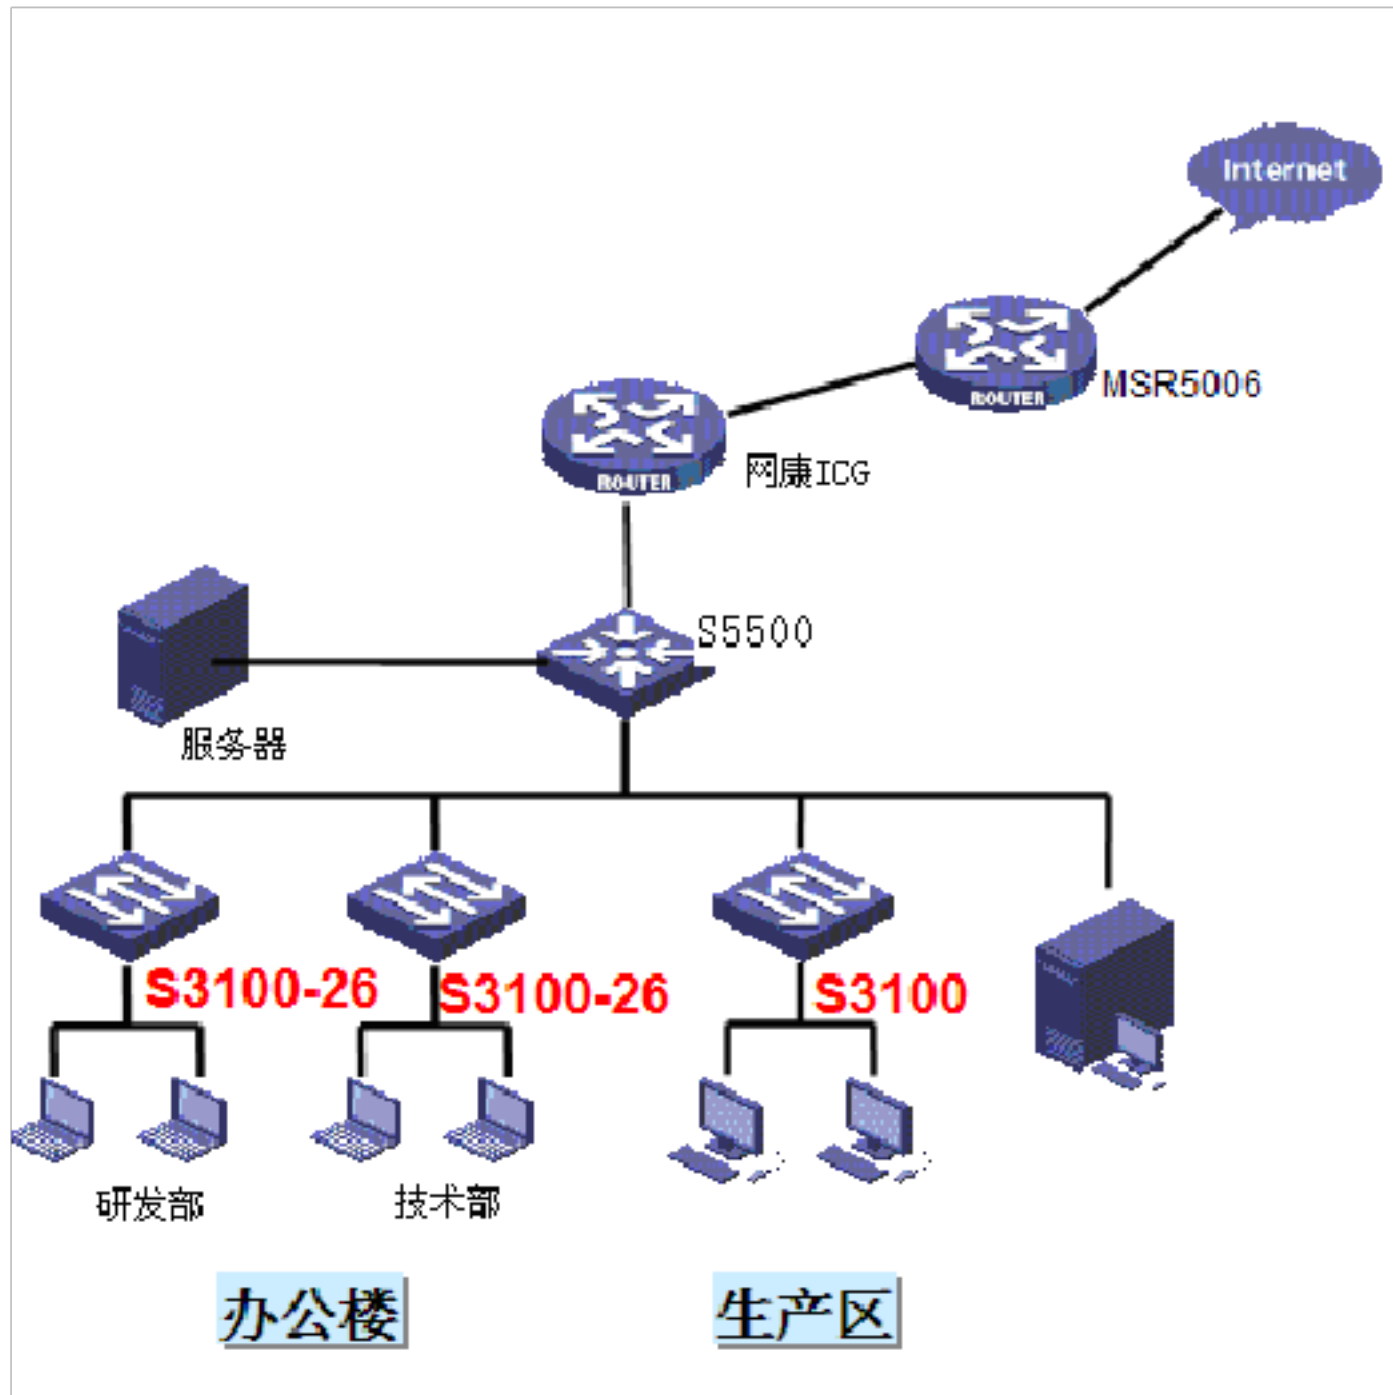 Internet
ROUTER
MSR5006
ROUTER
网康ICG
S5500
服务器
S3100-26
S3100-26
S3100
研发部
技术部
办公楼
生产区